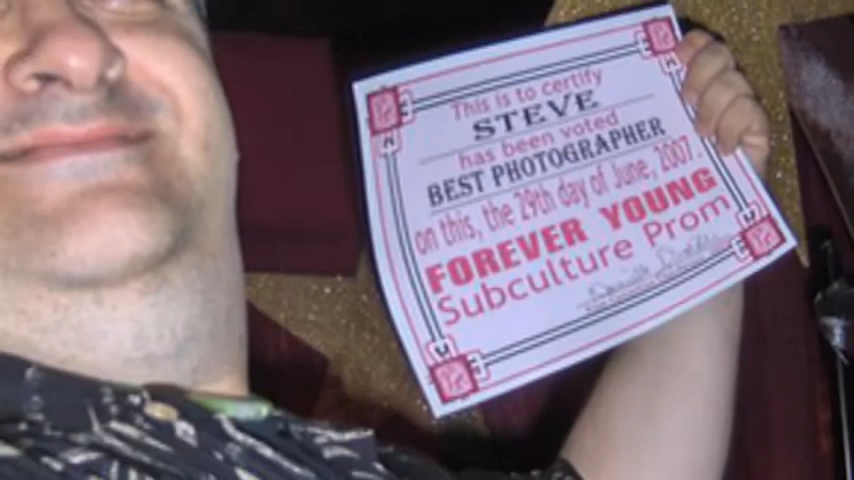 This is to certify
STEVE
has been voted
BEST PHOTOGRAPHER
on this, the 29th day of June, 2007.
FOREVER YOUNG
Subculture Prom